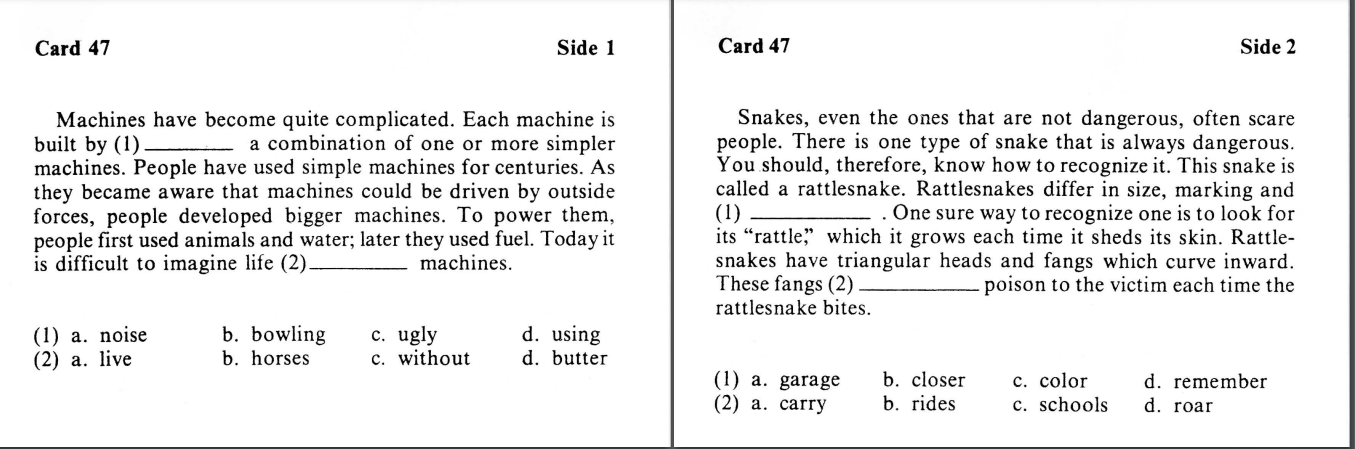 Card 47 Side 1
Machines have become quite complicated. Each machine is
built by (1) ________ a combination of one or more simpler
machines. People have used simple machines for centuries. As
they became aware that machines could be driven by outside
forces, people developed bigger machines. To power them,
people first used animals and water; later they used fuel. Today it
is difficult to imagine life (2) ________ machines.
(1) a. noise b. bowling c. ugly d. using
(2) a. live b. horses c. without d. butter
Card 47 Side 2
Snakes, even the ones that are not dangerous, often scare
people. There is one type of snake that is always dangerous.
You should, therefore, know how to recognize it. This snake is
called a rattlesnake. Rattlesnakes differ in size, marking and
(1) ________ . One sure way to recognize one is to look for
its “rattle,” which it grows each time it sheds its skin. Rattle-
snakes have triangular heads and fangs which curve inward.
These fangs (2) ________ poison to the victim each time the
rattlesnake bites.
(1) a. garage b. closer c. color d. remember
(2) a. carry b. rides c. schools d. roar